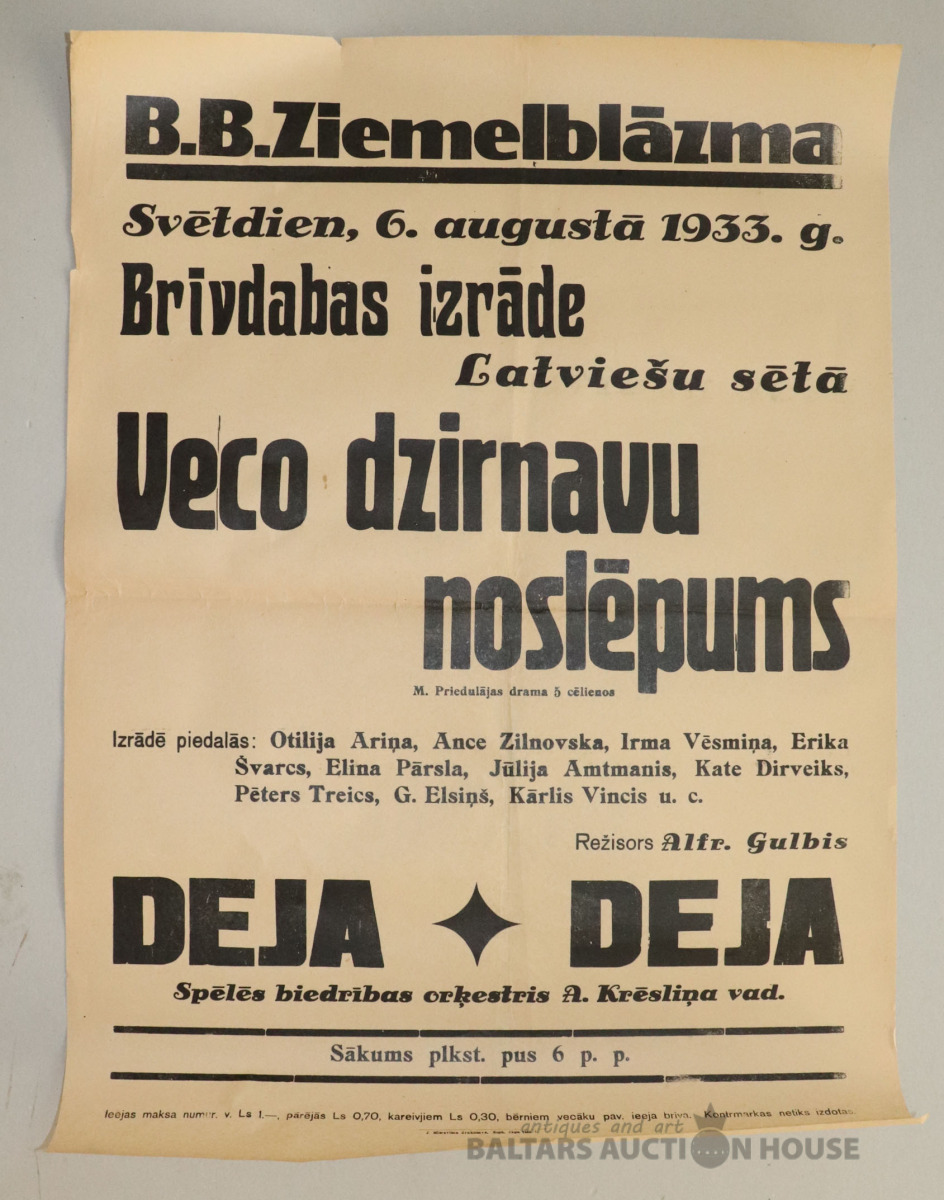 B.B.Ziemelblāzma
Svētdien, 6. augustā 1933. g.
Brīvdabas izrāde
Latviešu sētā
Veco dzirnavu
noslēpums
M. Priedulājas drama 5 cēlienos
Izrādē piedalās: Otilija Ariņa, Ance Zilnovska, Irma Vēsmiņa, Erika
Švarcs, Elina Pārsla, Jūlija Amtmanis, Kate Dirveiks,
Pēters Treics, G. Elsiņš, Kārlis Vincis u. c.
Režisors Alfr. Gulbis
DEJA DEJA
Spēlēs biedrības orķestris A. Krēsliņa vad.
Sākums plkst. pus 6 p. p.
Ieejas maksa numur. v. Ls 1.—, pārējās Ls 0,70, kareivjiem Ls 0,30, bērniem vecāku pav. ieeja brīva. Kontrmarkas netiks izdotas.
antiques and art
BALTARS AUCTION HOUSE